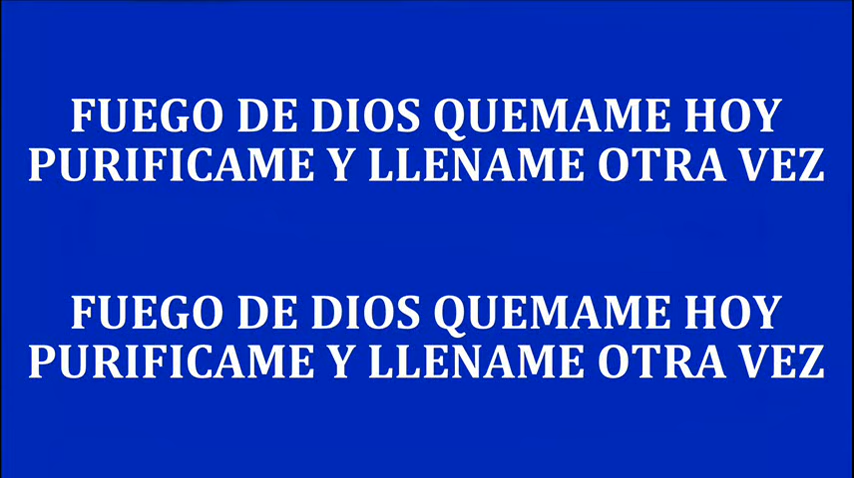 FUEGO DE DIOS QUEMAME HOY
PURIFICAME Y LLENAME OTRA VEZ
FUEGO DE DIOS QUEMAME HOY
PURIFICAME Y LLENAME OTRA VEZ